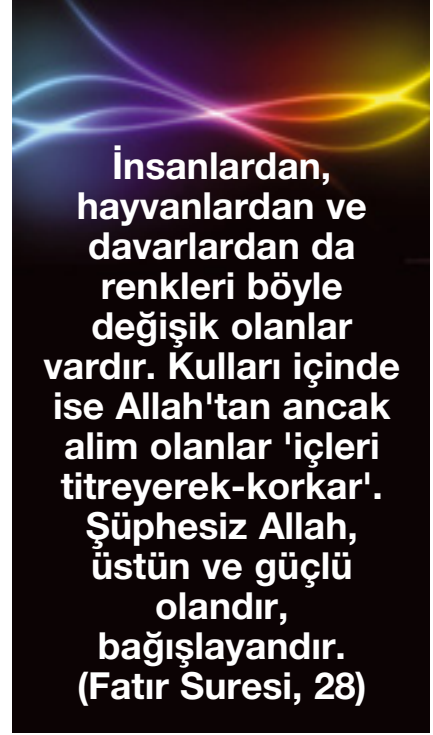 İnsanlardan,
hayvanlardan ve
davarlardan da
renkleri böyle
değişik olanlar
vardır. Kulları içinde
ise Allah'tan ancak
alim olanlar 'içleri
titreyerek-korkar'.
Şüphesiz Allah,
üstün ve güçlü
olandır,
bağışlayandır.
(Fatır Suresi, 28)